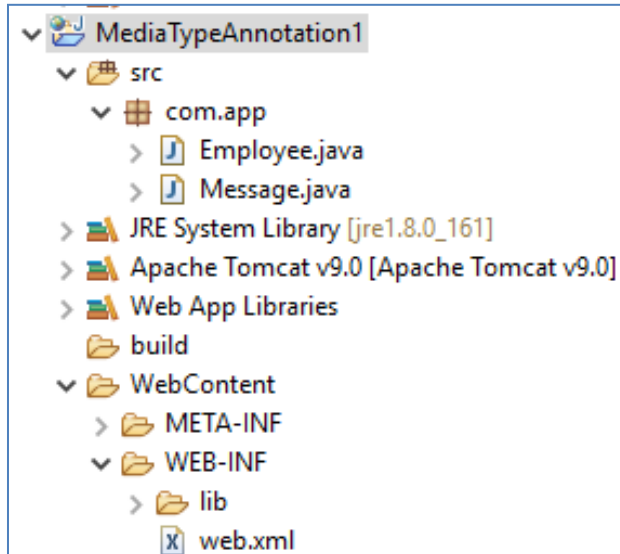 MediaTypeAnnotation1
src
com.app
Employee.java
Message.java
JRE System Library [jre1.8.0_161]
Apache Tomcat v9.0 [Apache Tomcat v9.0]
Web App Libraries
build
WebContent
META-INF
WEB-INF
lib
web.xml